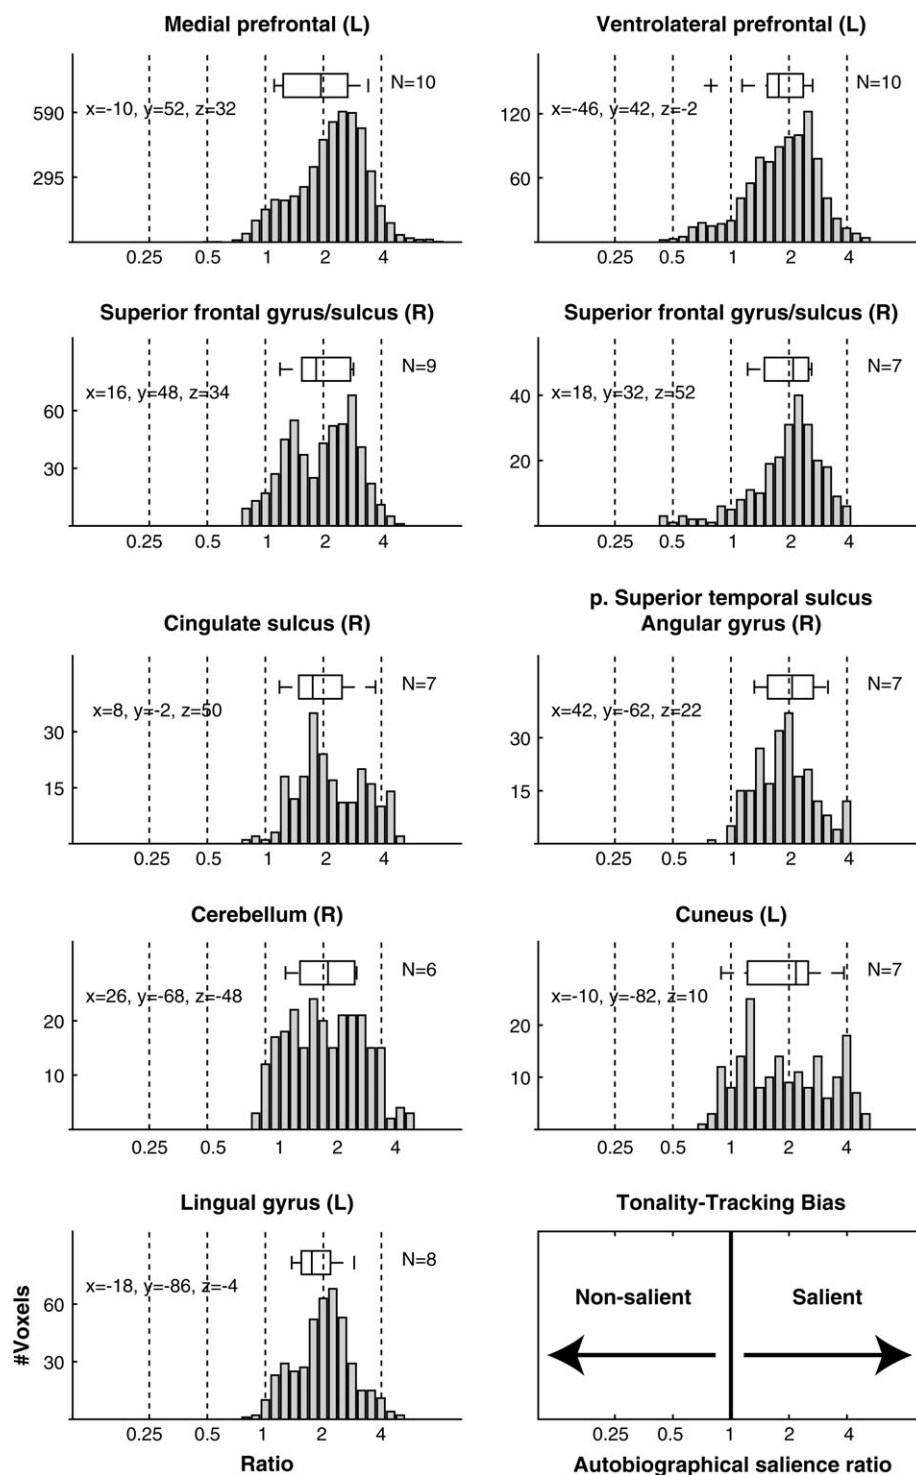 Medial prefrontal (L)
N=10
x=-10, y=52, z=32
590
295
0.25 0.5 1 2 4
Ventrolateral prefrontal (L)
N=10
x=-46, y=42, z=-2
120
60
0.25 0.5 1 2 4
Superior frontal gyrus/sulcus (R)
N=9
x=16, y=48, z=34
60
30
0.25 0.5 1 2 4
Superior frontal gyrus/sulcus (R)
N=7
x=18, y=32, z=52
40
20
0.25 0.5 1 2 4
Cingulate sulcus (R)
N=7
x=8, y=-2, z=50
30
15
0.25 0.5 1 2 4
p. Superior temporal sulcus
Angular gyrus (R)
N=7
x=42, y=-62, z=22
30
15
0.25 0.5 1 2 4
Cerebellum (R)
N=6
x=26, y=-68, z=-48
20
10
0.25 0.5 1 2 4
Cuneus (L)
N=7
x=-10, y=-82, z=10
20
10
0.25 0.5 1 2 4
Lingual gyrus (L)
N=8
x=-18, y=-86, z=-4
60
30
#Voxels
0.25 0.5 1 2 4
Ratio
Tonality-Tracking Bias
Non-salient Salient
0.25 0.5 1 2 4
Autobiographical salience ratio